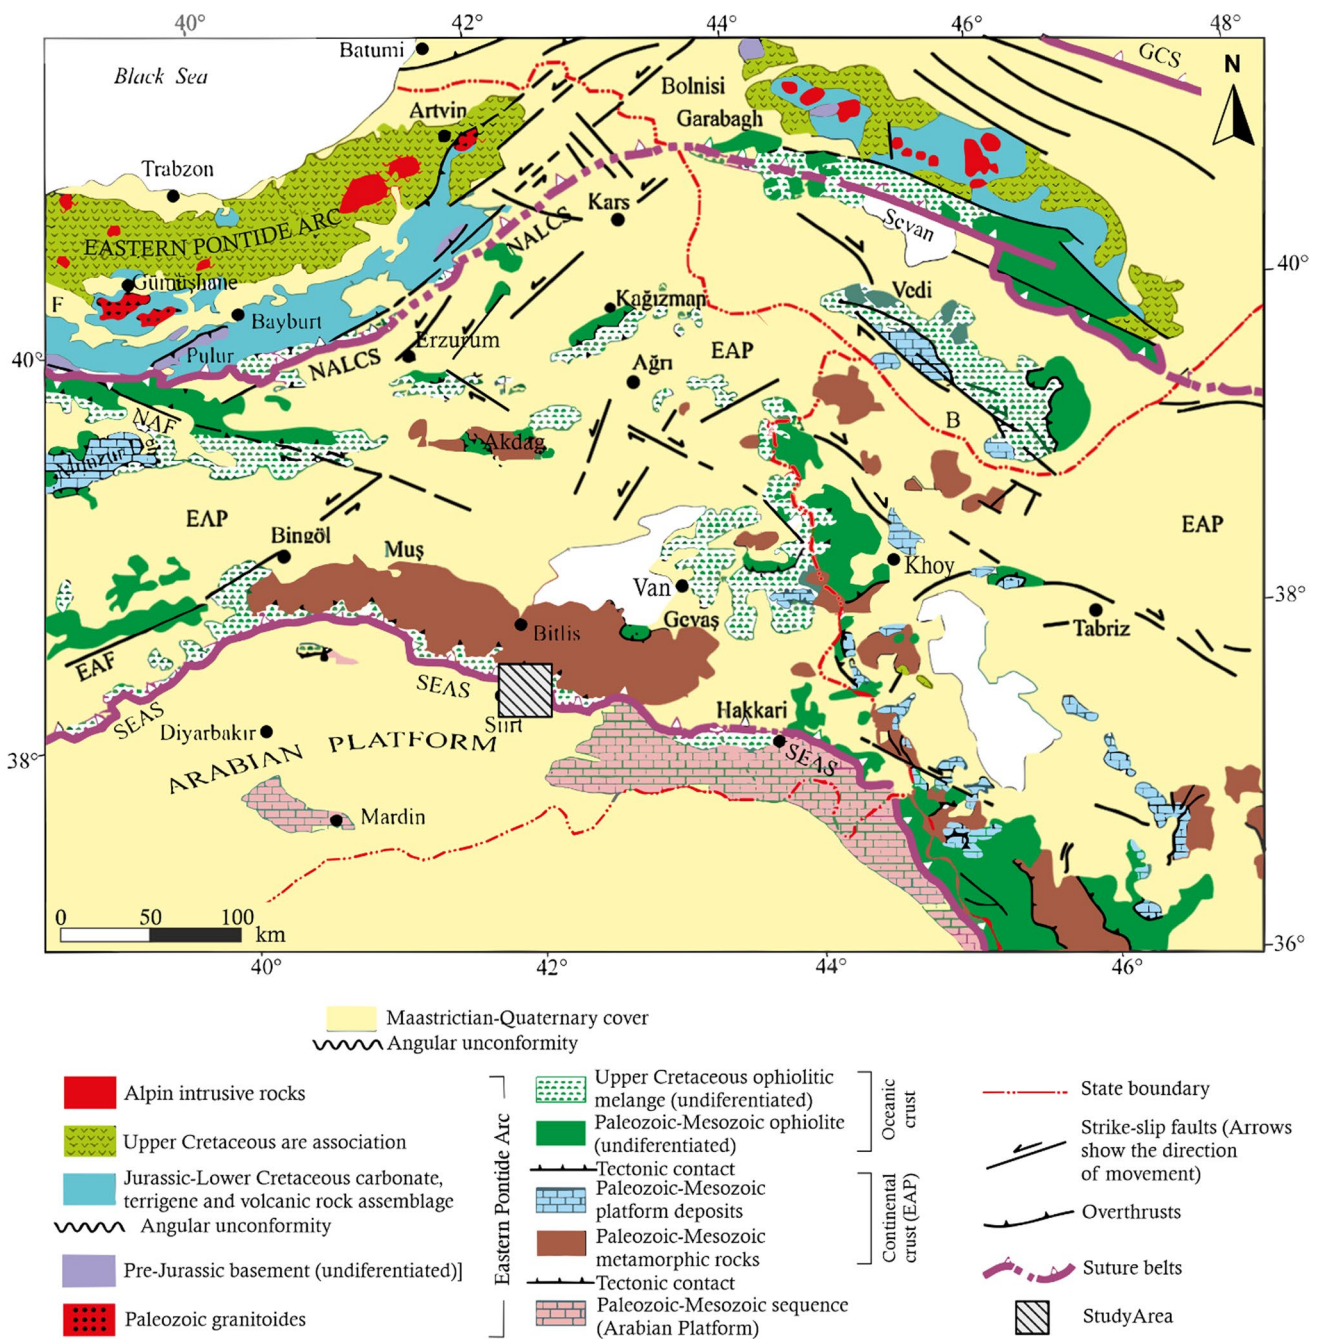 40°
42°
44°
46°
48°
Batumi
Black Sea
GCS
N
Bolnisi
Garabagh
Artvin
Trabzon
Kars
NALCS
Sevan
EASTERN PONTIDE ARC
Gümüşhane
40°
F
Kağızman
Vedi
Bayburt
Erzurum
EAP
40°
Pulur
NALCS
Ağrı
NAF
B
Akdag
Munzur Dag
EAP
EAP
Bingöl
Muş
Khoy
Van
38°
Gevaş
Tabriz
Bitlis
EAF
SEAS
SEAS
Hakkari
Siirt
Diyarbakır
ARABIAN PLATFORM
SEAS
38°
Mardin
0 50 100
km
36°
40°
42°
44°
46°
Maastrictian-Quaternary cover
Angular unconformity
Alpin intrusive rocks
Upper Cretaceous are association
Jurassic-Lower Cretaceous carbonate,
terrigene and volcanic rock assemblage
Angular unconformity
Pre-Jurassic basement (undiferentiated)]
Paleozoic granitoides
Eastern Pontide Arc
Upper Cretaceous ophiolitic
melange (undiferentiated)
Paleozoic-Mesozoic ophiolite
(undiferentiated)
Tectonic contact
Paleozoic-Mesozoic
platform deposits
Paleozoic-Mesozoic
metamorphic rocks
Tectonic contact
Paleozoic-Mesozoic sequence
(Arabian Platform)
Oceanic
crust
Continental
crust (EAP)
State boundary
Strike-slip faults (Arrows
show the direction
of movement)
Overthrusts
Suture belts
StudyArea